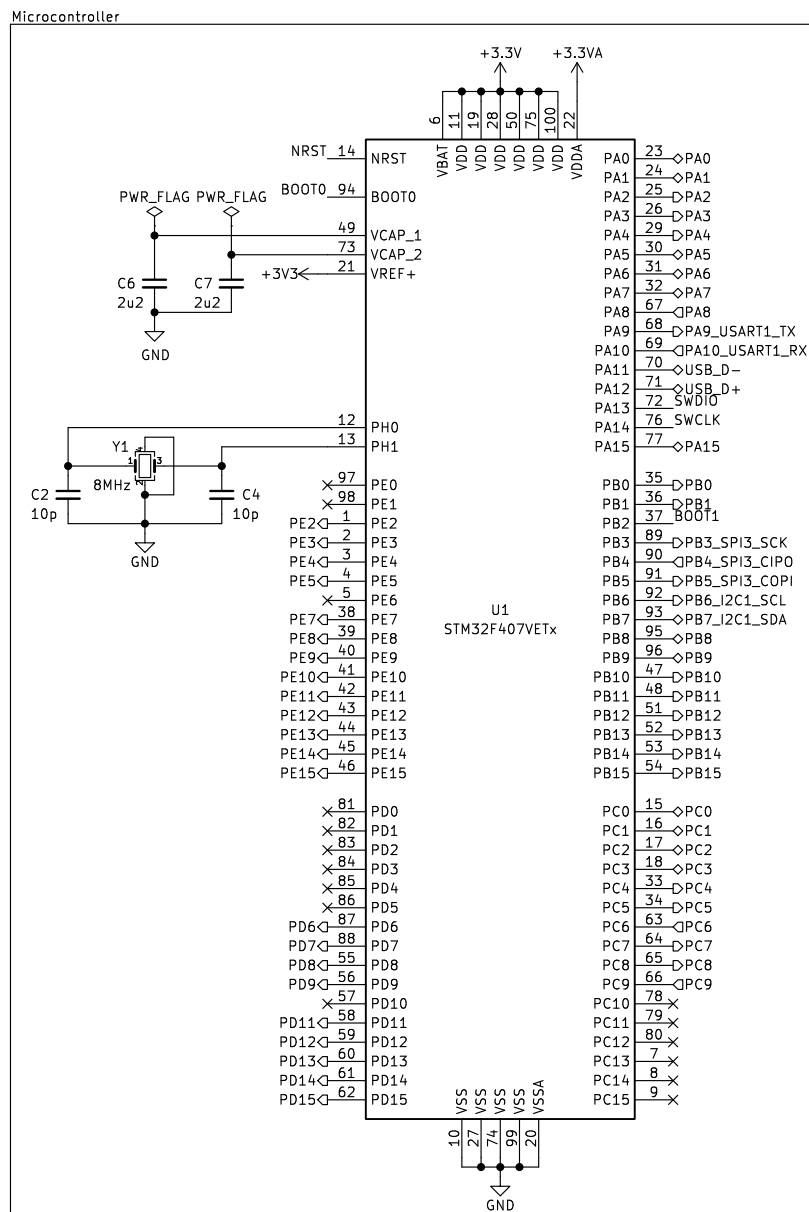 Microcontroller
+3.3V
+3.3VA
6 11 19 28 50 75 100 22
VBAT VDD VDD VDD VDD VDD VDD VDDA
NRST 14 NRST
BOOT0 94 BOOT0
PWR_FLAG PWR_FLAG
49 VCAP_1
73 VCAP_2
+3V3 21 VREF+
C6 2u2
C7 2u2
GND
12 PH0
13 PH1
Y1
1 2 3 4
8MHz
C2 10p
C4 10p
GND
97 PE0
98 PE1
PE2 1 PE2
PE3 2 PE3
PE4 3 PE4
PE5 4 PE5
5 PE6
PE7 38 PE7
PE8 39 PE8
PE9 40 PE9
PE10 41 PE10
PE11 42 PE11
PE12 43 PE12
PE13 44 PE13
PE14 45 PE14
PE15 46 PE15
81 PD0
82 PD1
83 PD2
84 PD3
85 PD4
86 PD5
PD6 87 PD6
PD7 88 PD7
PD8 55 PD8
PD9 56 PD9
57 PD10
PD11 58 PD11
PD12 59 PD12
PD13 60 PD13
PD14 61 PD14
PD15 62 PD15
U1
STM32F407VETx
PA0 23 PA0
PA1 24 PA1
PA2 25 PA2
PA3 26 PA3
PA4 29 PA4
PA5 30 PA5
PA6 31 PA6
PA7 32 PA7
PA8 67 PA8
PA9 68 PA9_USART1_TX
PA10 69 PA10_USART1_RX
PA11 70 USB_D-
PA12 71 USB_D+
PA13 72 SWDIO
PA14 76 SWCLK
PA15 77 PA15
PB0 35 PB0
PB1 36 PB1
PB2 37 BOOT1
PB3 89 PB3_SPI3_SCK
PB4 90 PB4_SPI3_CIPO
PB5 91 PB5_SPI3_COPI
PB6 92 PB6_I2C1_SCL
PB7 93 PB7_I2C1_SDA
PB8 95 PB8
PB9 96 PB9
PB10 47 PB10
PB11 48 PB11
PB12 51 PB12
PB13 52 PB13
PB14 53 PB14
PB15 54 PB15
PC0 15 PC0
PC1 16 PC1
PC2 17 PC2
PC3 18 PC3
PC4 33 PC4
PC5 34 PC5
PC6 63 PC6
PC7 64 PC7
PC8 65 PC8
PC9 66 PC9
PC10 78
PC11 79
PC12 80
PC13 7
PC14 8
PC15 9
VSS VSS VSS VSS VSSA
10 27 74 99 20
GND